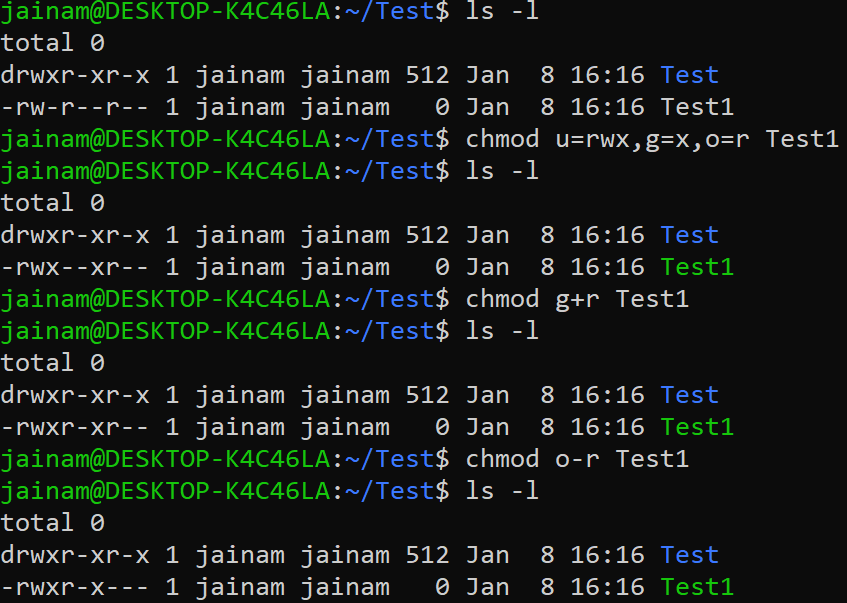 jainam@DESKTOP-K4C46LA:~/Test$ ls -l
total 0
drwxr-xr-x 1 jainam jainam 512 Jan  8 16:16 Test
-rw-r--r-- 1 jainam jainam   0 Jan  8 16:16 Test1
jainam@DESKTOP-K4C46LA:~/Test$ chmod u=rwx,g=x,o=r Test1
jainam@DESKTOP-K4C46LA:~/Test$ ls -l
total 0
drwxr-xr-x 1 jainam jainam 512 Jan  8 16:16 Test
-rwx--xr-- 1 jainam jainam   0 Jan  8 16:16 Test1
jainam@DESKTOP-K4C46LA:~/Test$ chmod g+r Test1
jainam@DESKTOP-K4C46LA:~/Test$ ls -l
total 0
drwxr-xr-x 1 jainam jainam 512 Jan  8 16:16 Test
-rwxr-xr-- 1 jainam jainam   0 Jan  8 16:16 Test1
jainam@DESKTOP-K4C46LA:~/Test$ chmod o-r Test1
jainam@DESKTOP-K4C46LA:~/Test$ ls -l
total 0
drwxr-xr-x 1 jainam jainam 512 Jan  8 16:16 Test
-rwxr-x--- 1 jainam jainam   0 Jan  8 16:16 Test1